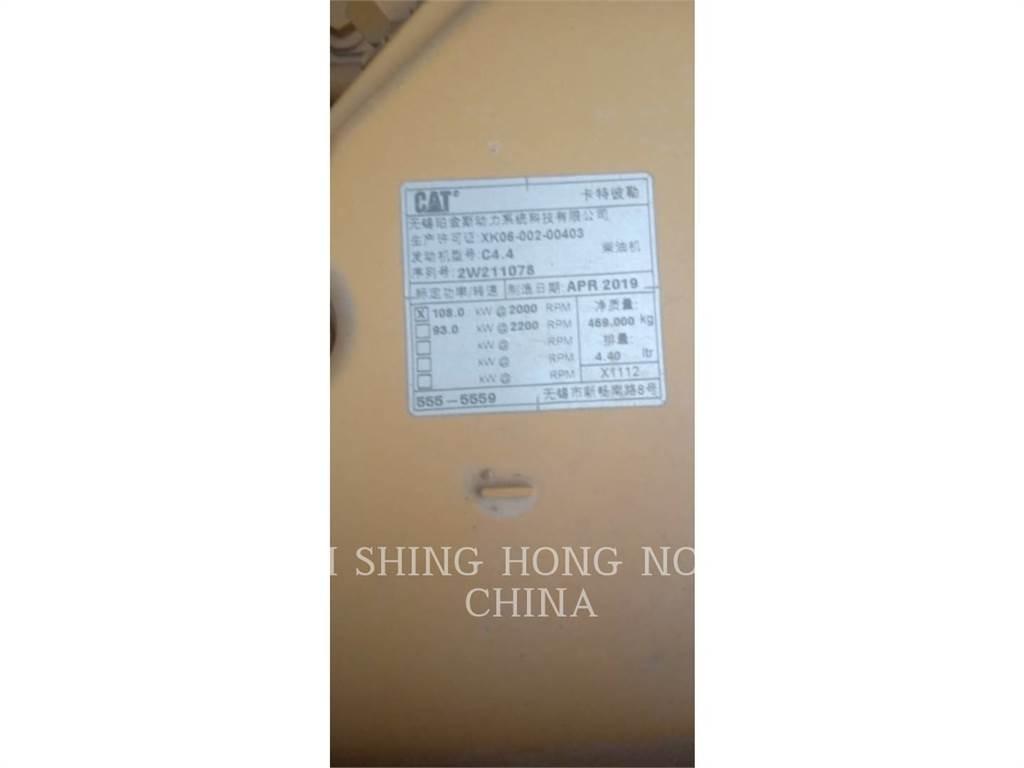 CAT 卡特彼勒
无锡珀金斯动力系统科技有限公司
生产许可证:XK06-002-00403
发动机型号:C4.4 柴油机
序列号:2W211078
标定功率/转速 制造日期:APR 2019
X 108.0 kW @ 2000 RPM 净质量:
93.0 kW @ 2200 RPM 469.000 kg
kW @ RPM 排量:
kW @ RPM 4.40 ltr
kW @ RPM X1112
555-5559 无锡市新畅南路8号
SHING HONG NO
CHINA